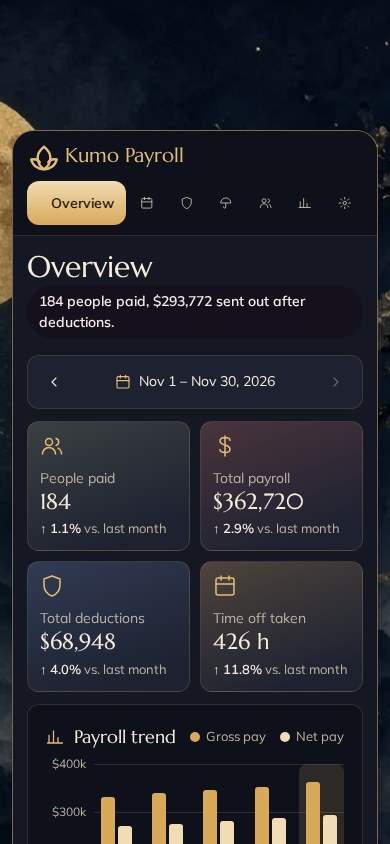 Kumo Payroll
Overview
Overview
184 people paid, $293,772 sent out after
deductions.
Nov 1 – Nov 30, 2026
People paid
184
↑ 1.1% vs. last month
Total payroll
$362,720
↑ 2.9% vs. last month
Total deductions
$68,948
↑ 4.0% vs. last month
Time off taken
426 h
↑ 11.8% vs. last month
Payroll trend
Gross pay
Net pay
$400k
$300k